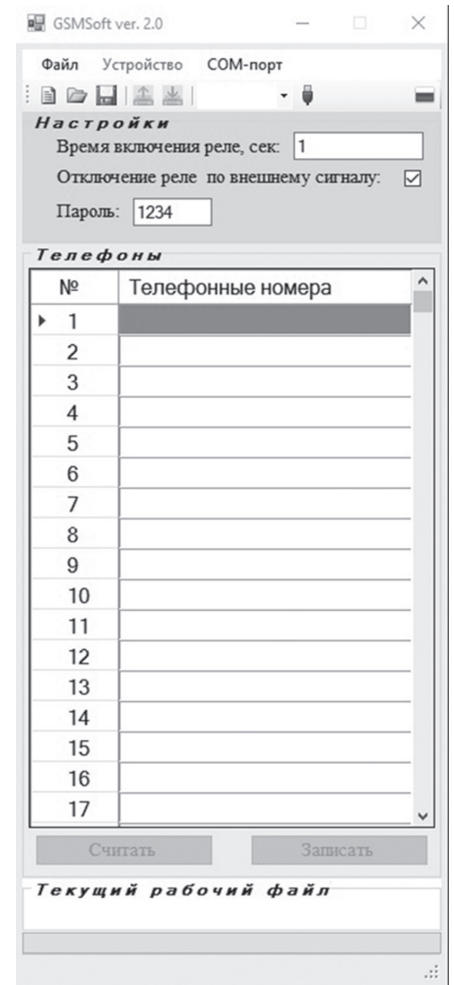 GSMSoft ver. 2.0
Файл Устройство COM-порт
Настройки
Время включения реле, сек: 1
Отключение реле по внешнему сигналу:
Пароль: 1234
Телефоны
№ Телефонные номера
1
2
3
4
5
6
7
8
9
10
11
12
13
14
15
16
17
Считать Записать
Текущий рабочий файл